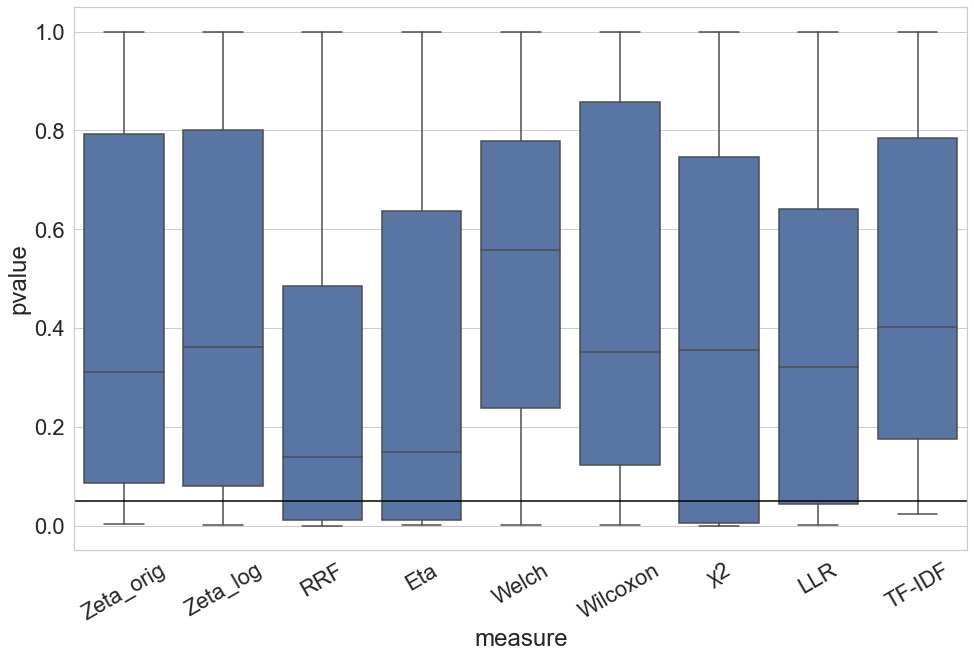 pvalue
1.0
0.8
0.6
0.4
0.2
0.0
Zeta_orig
Zeta_log
RRF
Eta
Welch
Wilcoxon
χ2
LLR
TF-IDF
measure